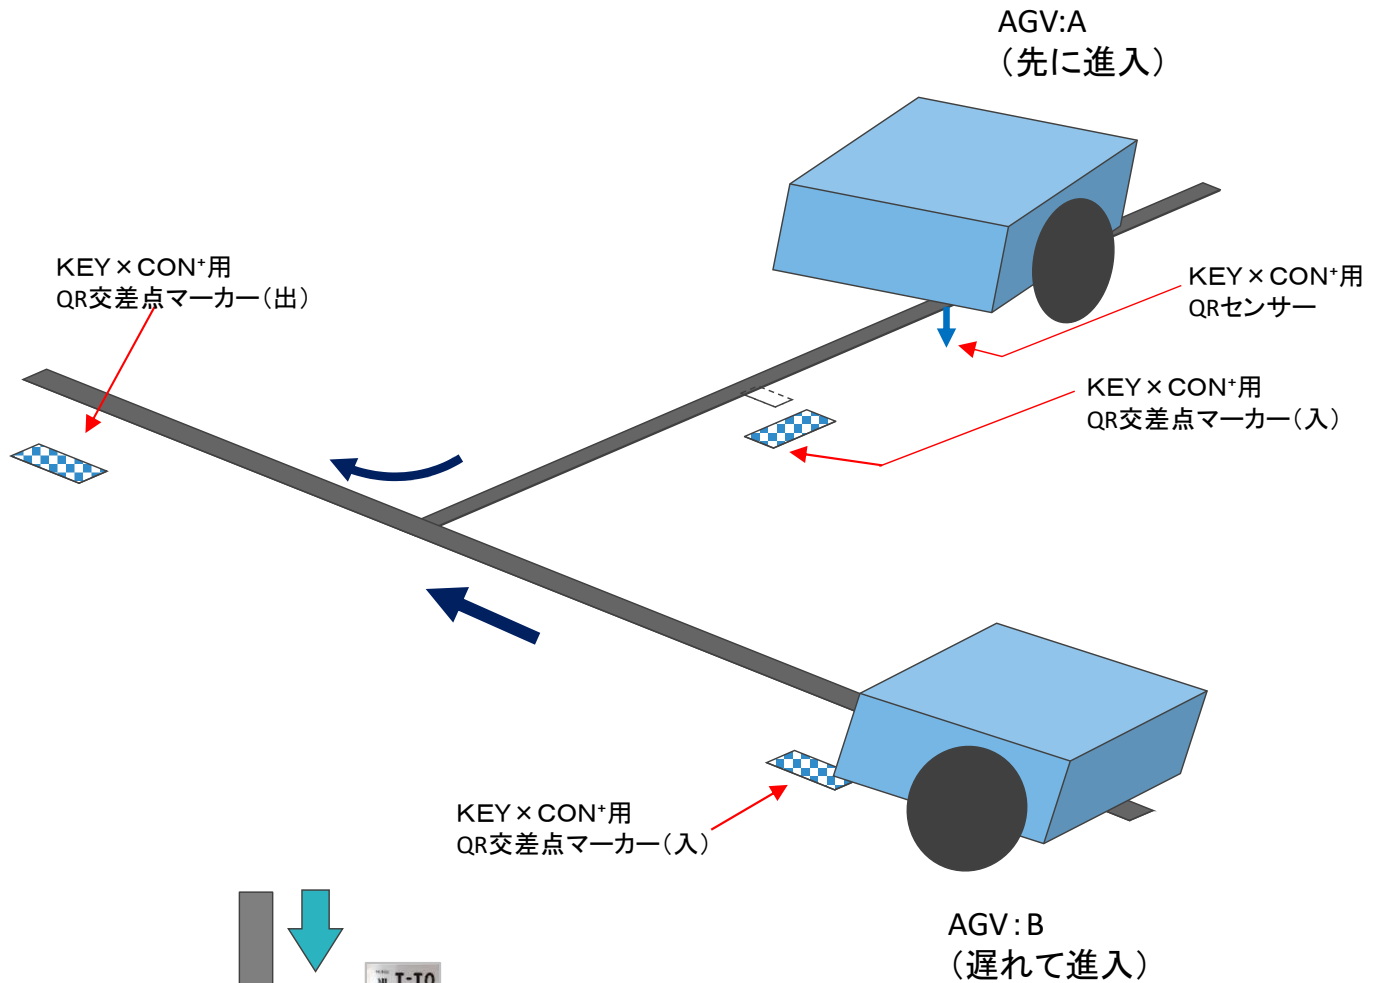 AGV:A
（先に進入）
KEY×CON⁺用
QR交差点マーカー（出）
KEY×CON⁺用
QRセンサー
KEY×CON⁺用
QR交差点マーカー（入）
KEY×CON⁺用
QR交差点マーカー（入）
AGV：B
（遅れて進入）